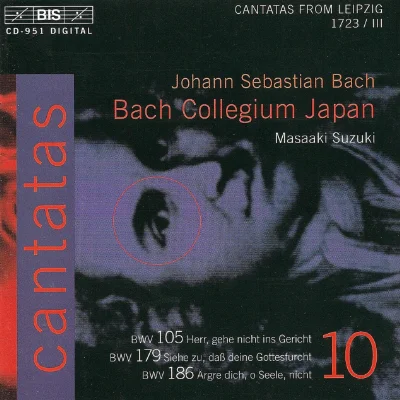 BIS
CD-951 DIGITAL
CANTATAS FROM LEIPZIG
1723 / III
Johann Sebastian Bach
Bach Collegium Japan
Masaaki Suzuki
cantatas
BWV 105 Herr, gehe nicht ins Gericht
BWV 179 Siehe zu, daß deine Gottesfurcht
BWV 186 Ärgre dich, o Seele, nicht
10